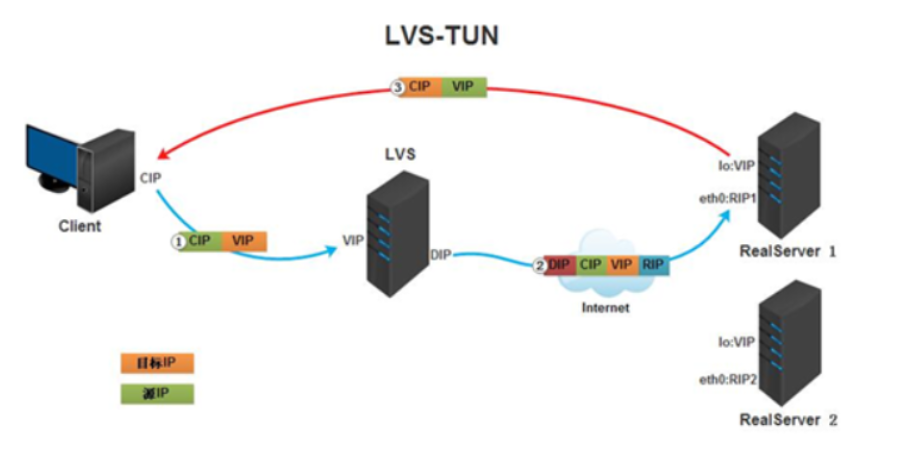 LVS-TUN
③ CIP VIP
LVS
lo:VIP
CIP
eth0:RIP1
Client
① CIP VIP
VIP
DIP
RealServer 1
② DIP CIP VIP RIP
Internet
lo:VIP
目标IP
eth0:RIP2
源IP
RealServer 2